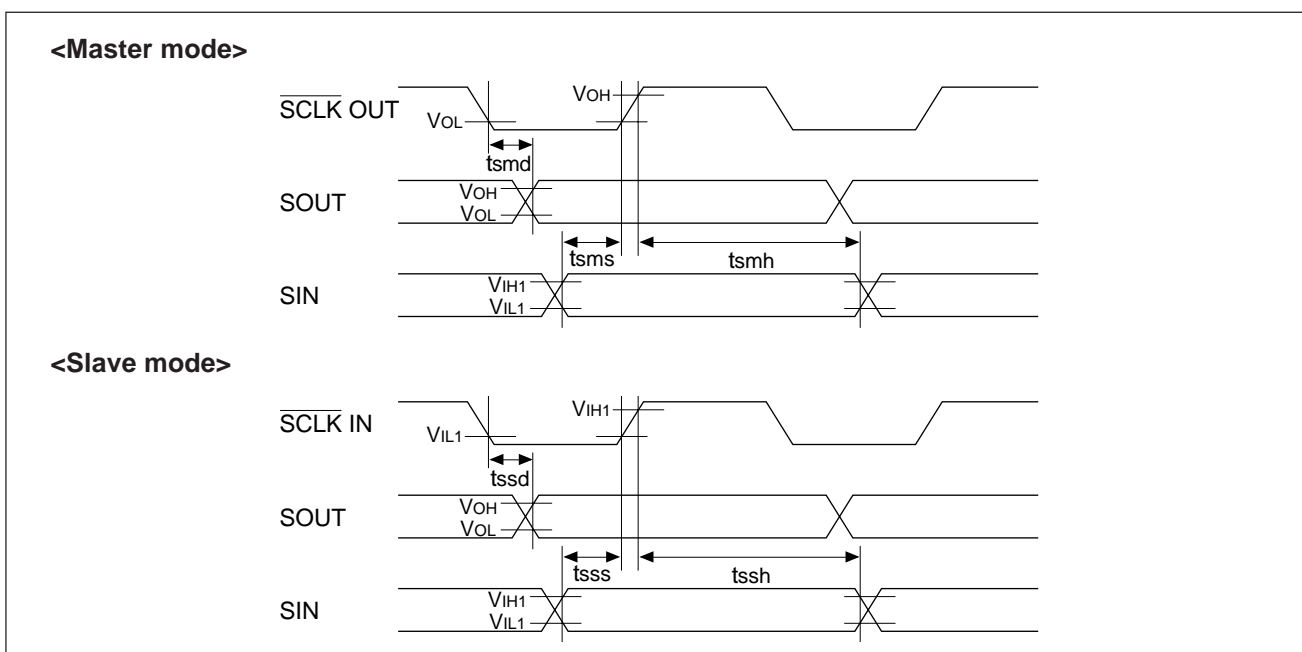 <Master mode>
SCLK OUT
VOH
VOL
tsmd
SOUT
VOH
VOL
tsms
tsmh
SIN
VIH1
VIL1
<Slave mode>
SCLK IN
VIH1
VIL1
tssd
SOUT
VOH
VOL
tsss
tssh
SIN
VIH1
VIL1